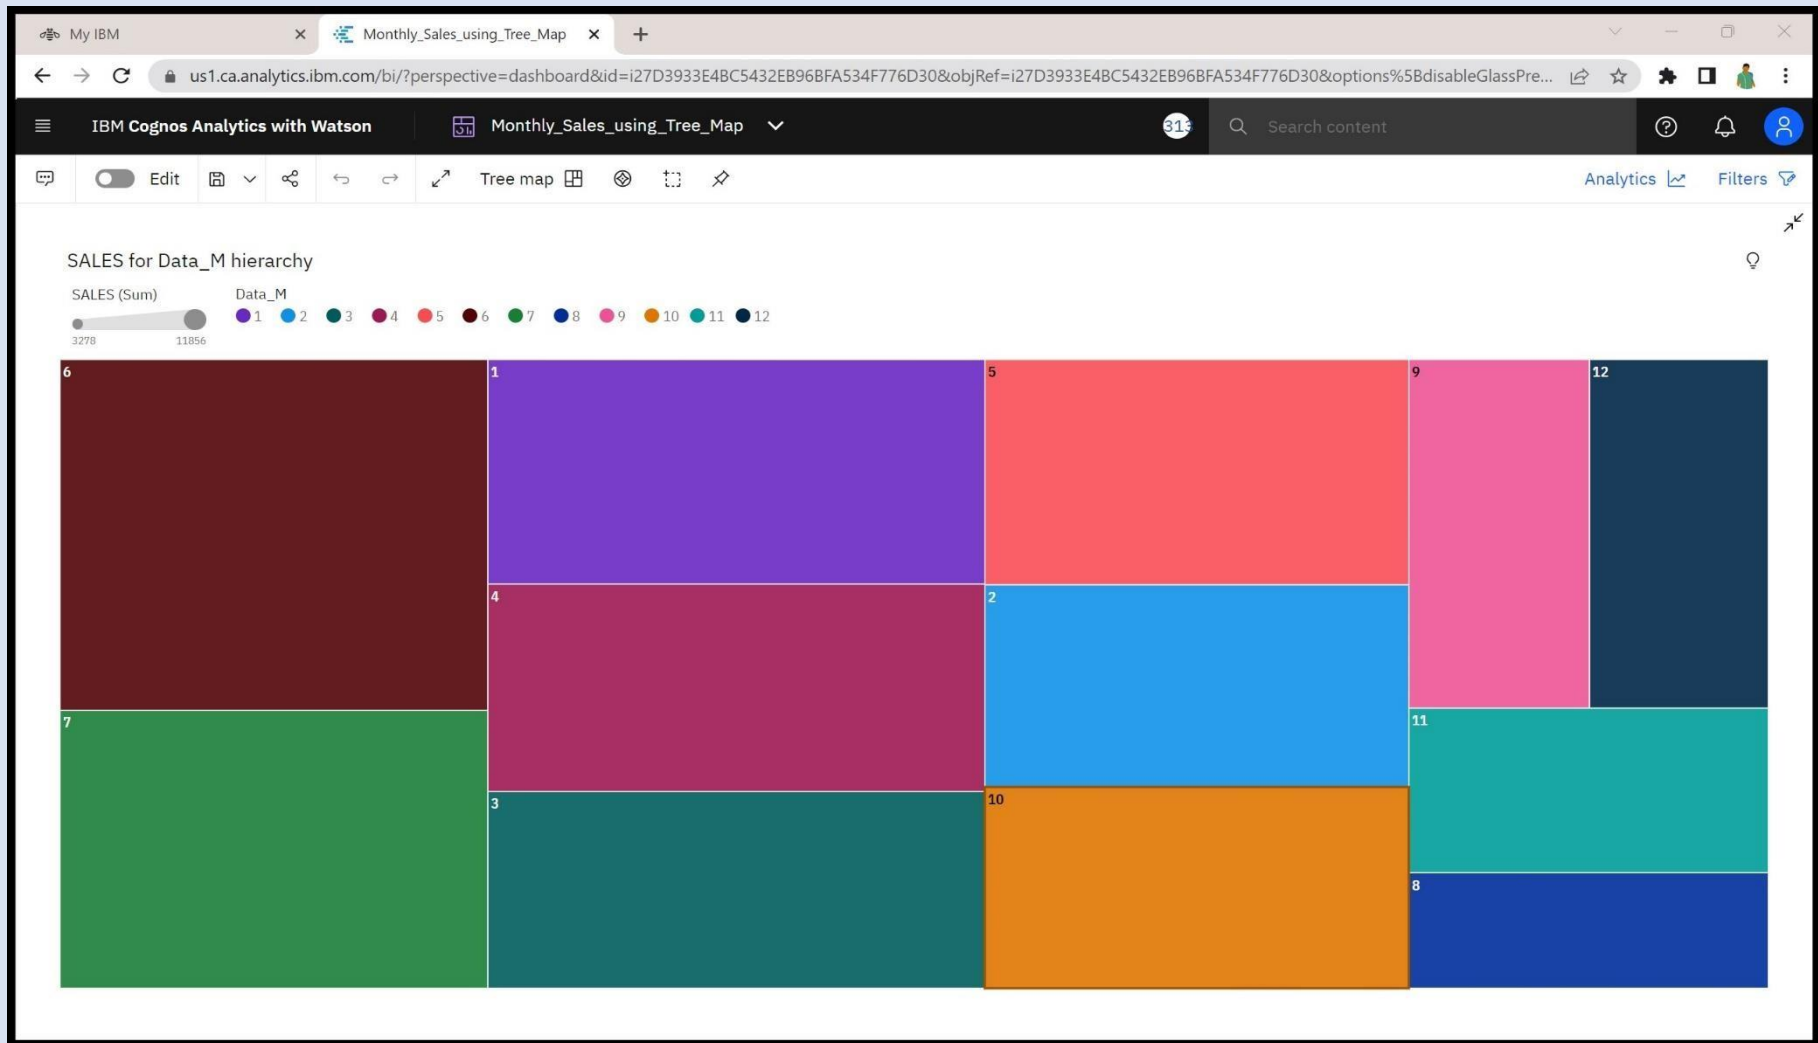 My IBM
Monthly_Sales_using_Tree_Map
us1.ca.analytics.ibm.com/bi/?perspective=dashboard&id=i27D3933E4BC5432EB96BFA534F776D30&objRef=i27D3933E4BC5432EB96BFA534F776D30&options%5BdisableGlassPre...
IBM Cognos Analytics with Watson
Monthly_Sales_using_Tree_Map
313
Search content
Edit
Tree map
Analytics
Filters
SALES for Data_M hierarchy
SALES (Sum)
3278
11856
Data_M
1 2 3 4 5 6 7 8 9 10 11 12
6
1
5
9
12
4
2
7
11
3
10
8